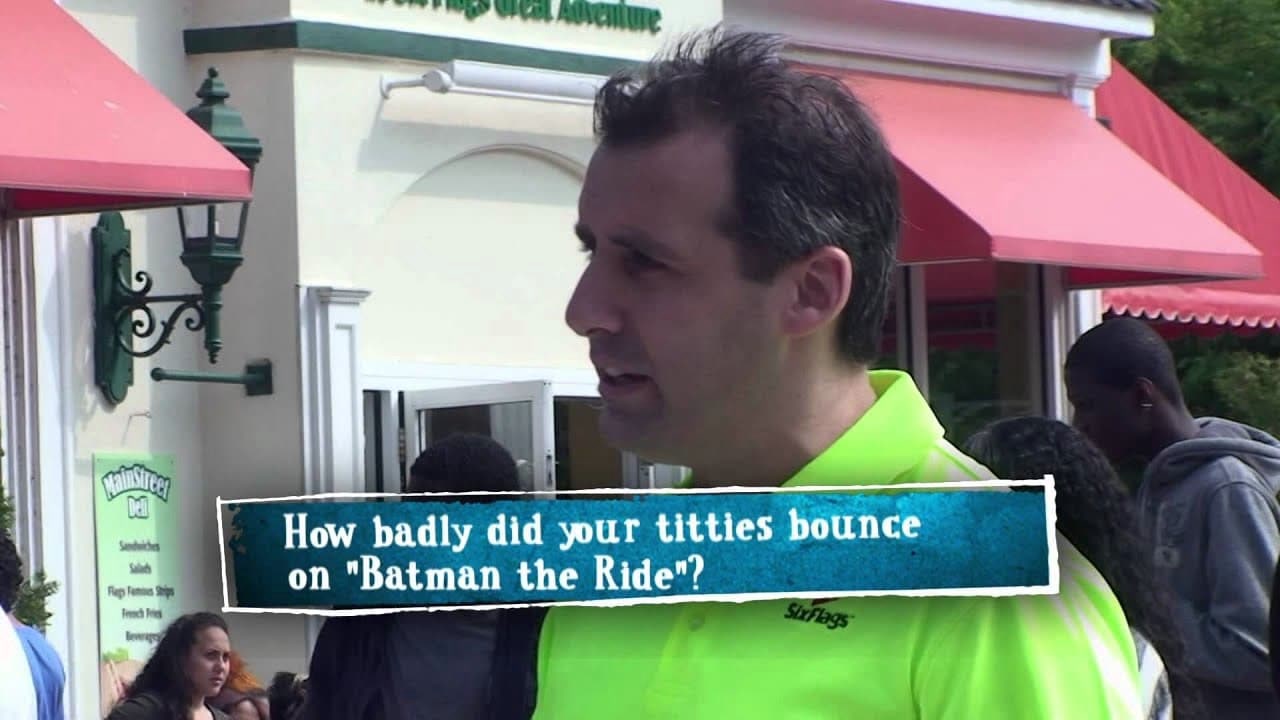 Six Flags Great Adventure
MainStreet
Deli
Sandwiches
Salads
Flags Famous Strips
French Fries
Beverages
How badly did your titties bounce
on "Batman the Ride"?
SixFlags